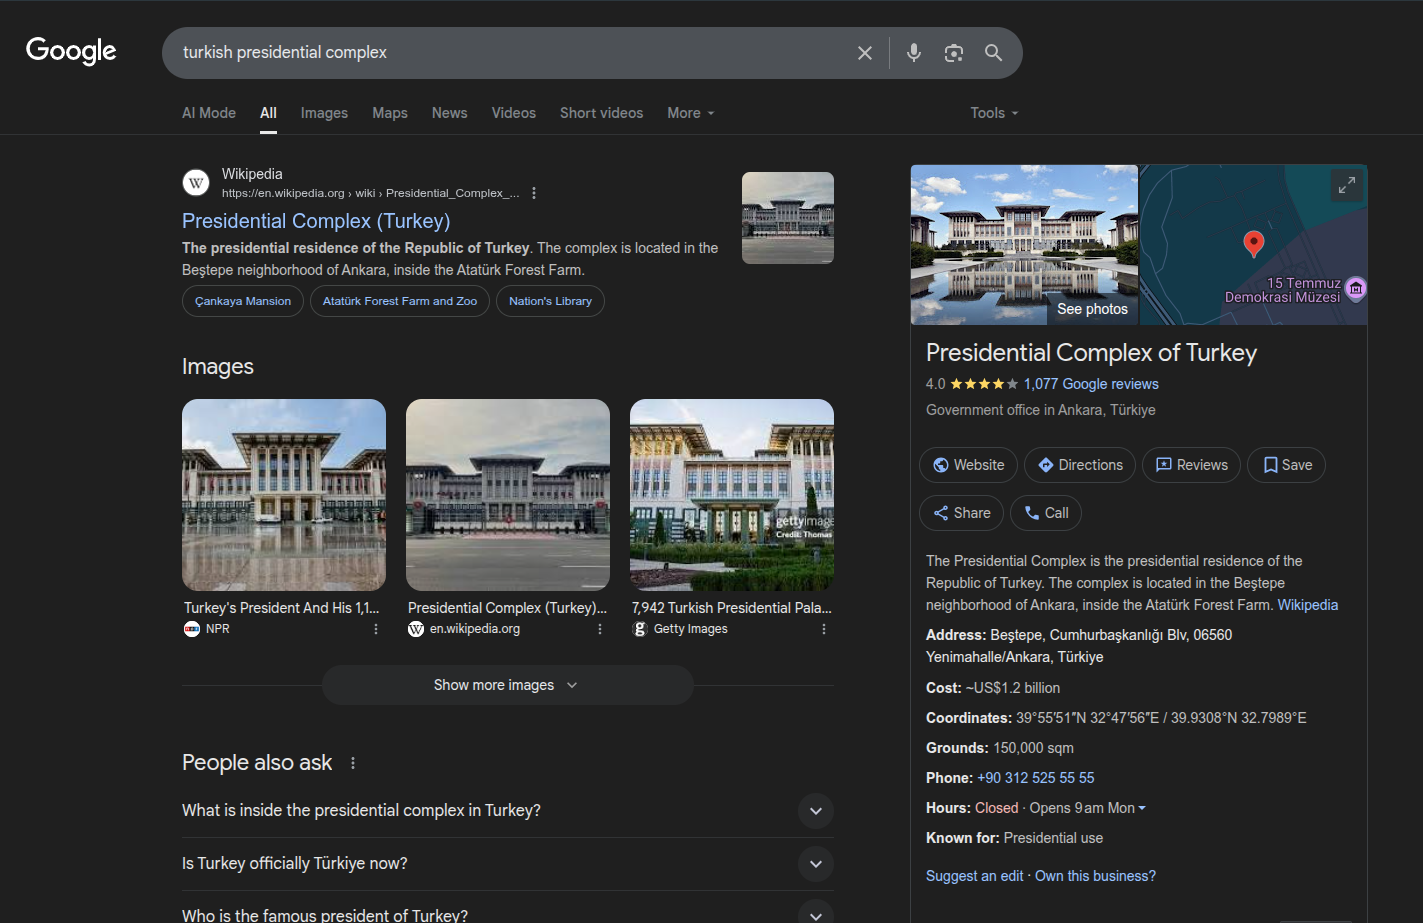 Google
turkish presidential complex
AI Mode
All
Images
Maps
News
Videos
Short videos
More
Tools
Wikipedia
https://en.wikipedia.org › wiki › Presidential_Complex_...
Presidential Complex (Turkey)
The presidential residence of the Republic of Turkey. The complex is located in the
Beştepe neighborhood of Ankara, inside the Atatürk Forest Farm.
Çankaya Mansion
Atatürk Forest Farm and Zoo
Nation's Library
Images
gettyimage
Credit: Thomas
Turkey's President And His 1,1...
NPR
Presidential Complex (Turkey)...
W en.wikipedia.org
7,942 Turkish Presidential Pala...
g Getty Images
Show more images
People also ask
What is inside the presidential complex in Turkey?
Is Turkey officially Türkiye now?
Who is the famous president of Turkey?
See photos
15 Temmuz
Demokrasi Müzesi
Presidential Complex of Turkey
4.0 1,077 Google reviews
Government office in Ankara, Türkiye
Website
Directions
Reviews
Save
Share
Call
The Presidential Complex is the presidential residence of the
Republic of Turkey. The complex is located in the Beştepe
neighborhood of Ankara, inside the Atatürk Forest Farm. Wikipedia
Address: Beştepe, Cumhurbaşkanlığı Blv, 06560
Yenimahalle/Ankara, Türkiye
Cost: ~US$1.2 billion
Coordinates: 39°55′51″N 32°47′56″E / 39.9308°N 32.7989°E
Grounds: 150,000 sqm
Phone: +90 312 525 55 55
Hours: Closed · Opens 9 am Mon
Known for: Presidential use
Suggest an edit · Own this business?